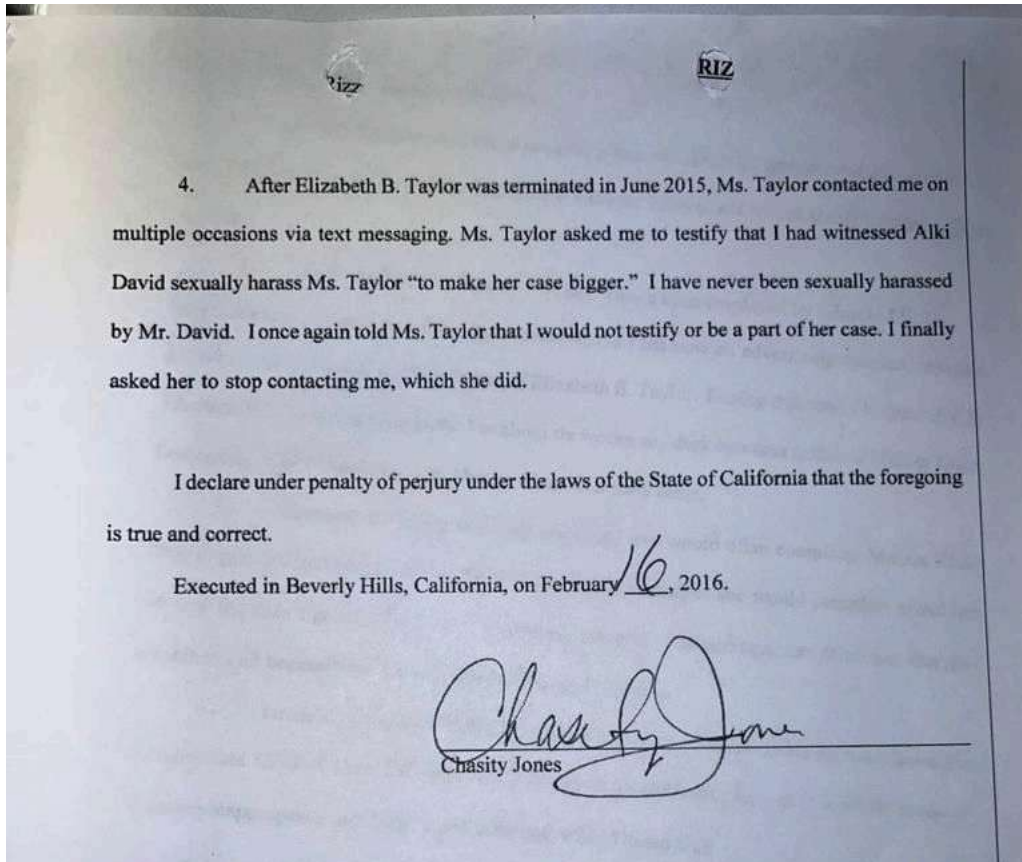 Rizz
RIZ
4. After Elizabeth B. Taylor was terminated in June 2015, Ms. Taylor contacted me on
multiple occasions via text messaging. Ms. Taylor asked me to testify that I had witnessed Alki
David sexually harass Ms. Taylor “to make her case bigger.” I have never been sexually harassed
by Mr. David. I once again told Ms. Taylor that I would not testify or be a part of her case. I finally
asked her to stop contacting me, which she did.
I declare under penalty of perjury under the laws of the State of California that the foregoing
is true and correct.
Executed in Beverly Hills, California, on February 16, 2016.
Chasity Jones
Chasity Jones